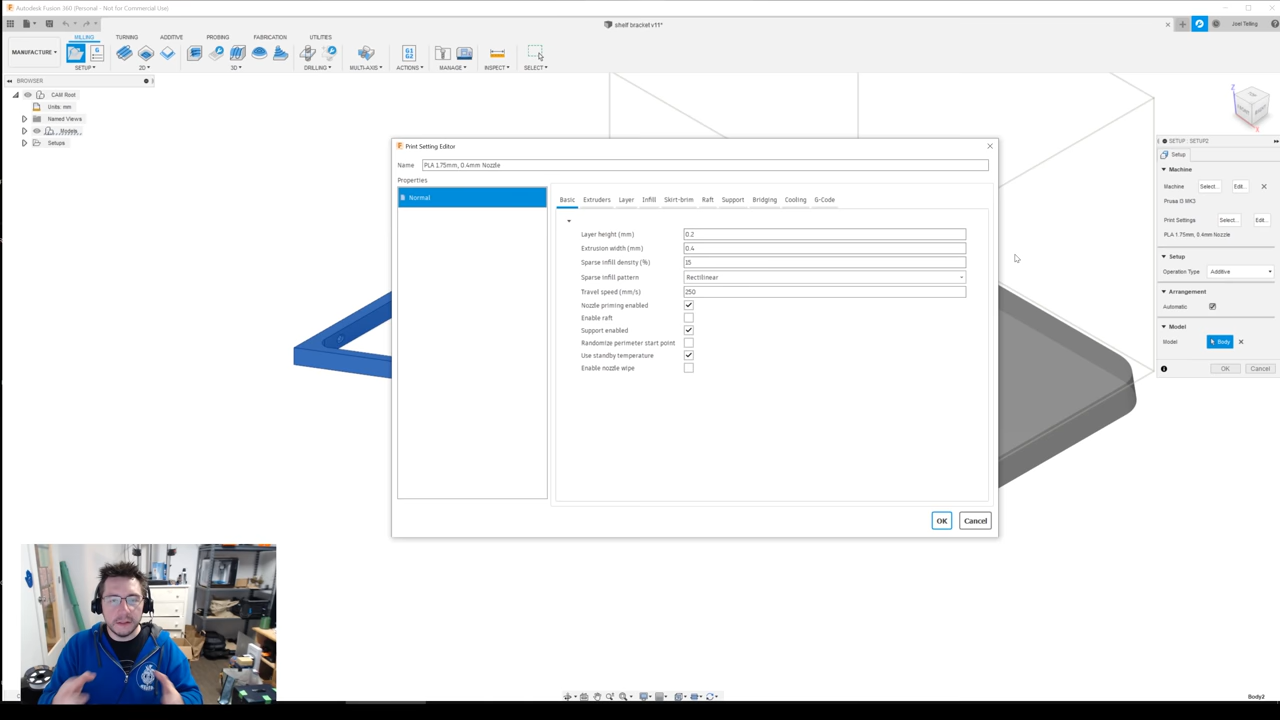 Autodesk Fusion 360 (Personal - Not for Commercial Use)
shelf bracket v11*
Joel Telling
MILLING TURNING ADDITIVE PROBING FABRICATION UTILITIES
MANUFACTURE
SETUP 2D 3D DRILLING MULTI-AXIS ACTIONS MANAGE INSPECT SELECT
G1
G2
BROWSER
CAM Root
Units: mm
Named Views
Models
Setups
Print Setting Editor
Name PLA 1.75mm, 0.4mm Nozzle
Properties
Normal
Basic Extruders Layer Infill Skirt-brim Raft Support Bridging Cooling G-Code
Layer height (mm) 0.2
Extrusion width (mm) 0.4
Sparse infill density (%) 15
Sparse infill pattern Rectilinear
Travel speed (mm/s) 250
Nozzle priming enabled
Enable raft
Support enabled
Randomize perimeter start point
Use standby temperature
Enable nozzle wipe
OK Cancel
SETUP : SETUP2
Setup
Machine
Machine Select... Edit...
Prusa i3 MK3
Print Settings Select... Edit...
PLA 1.75mm, 0.4mm Nozzle
Setup
Operation Type Additive
Arrangement
Automatic
Model
Model Body
OK Cancel
Body2